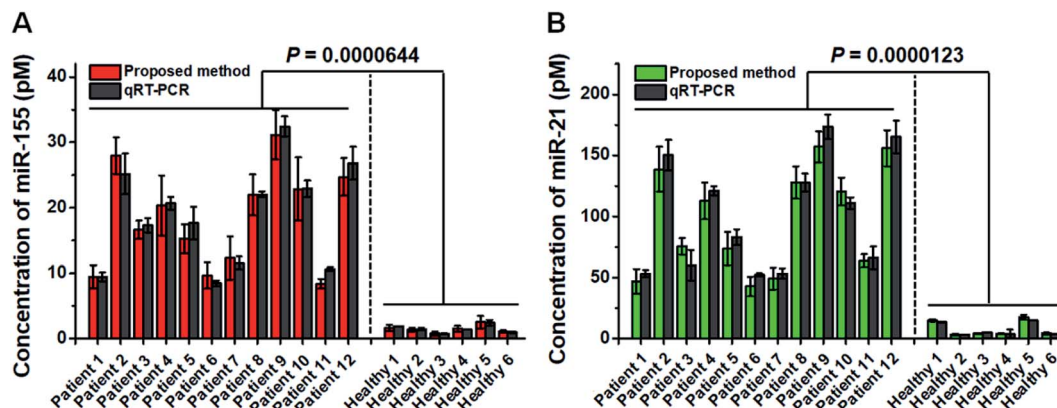 A
P = 0.0000644
Concentration of miR-155 (pM)
Proposed method
qRT-PCR
40
30
20
10
0
Patient 1
Patient 2
Patient 3
Patient 4
Patient 5
Patient 6
Patient 7
Patient 8
Patient 9
Patient 10
Patient 11
Patient 12
Healthy 1
Healthy 2
Healthy 3
Healthy 4
Healthy 5
Healthy 6
B
P = 0.0000123
Concentration of miR-21 (pM)
Proposed method
qRT-PCR
200
150
100
50
0
Patient 1
Patient 2
Patient 3
Patient 4
Patient 5
Patient 6
Patient 7
Patient 8
Patient 9
Patient 10
Patient 11
Patient 12
Healthy 1
Healthy 2
Healthy 3
Healthy 4
Healthy 5
Healthy 6